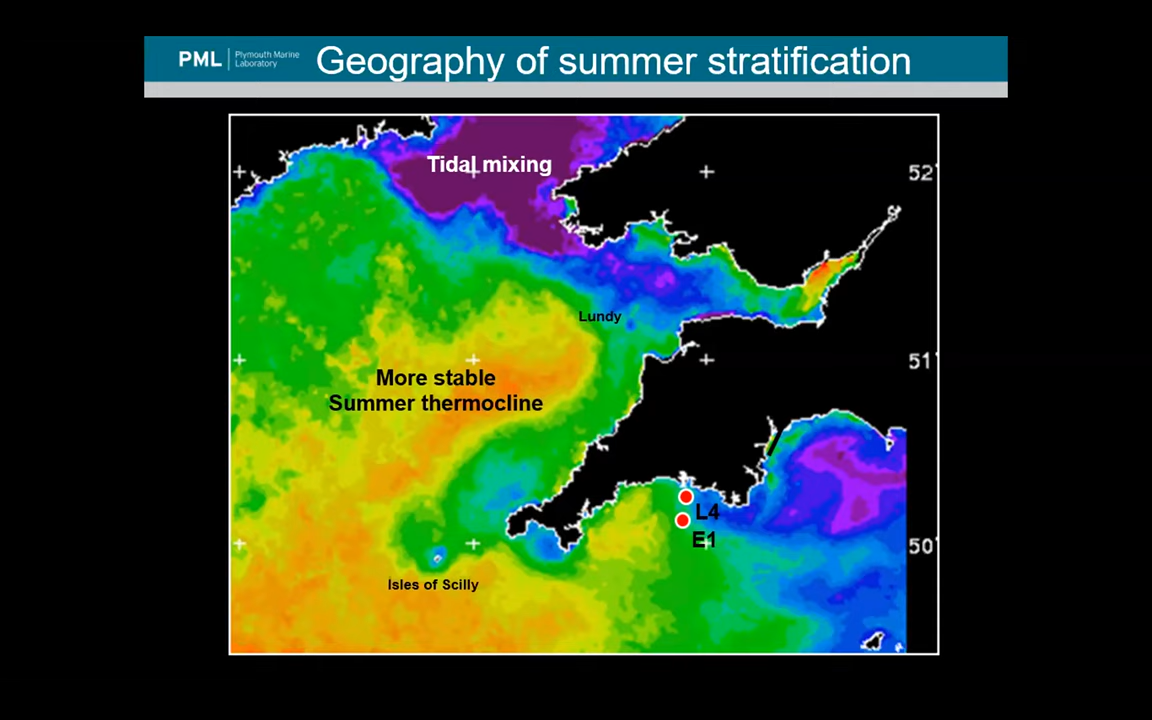 PML Plymouth Marine
Laboratory
Geography of summer stratification
Tidal mixing
52°
Lundy
51°
More stable
Summer thermocline
L4
E1
50°
Isles of Scilly